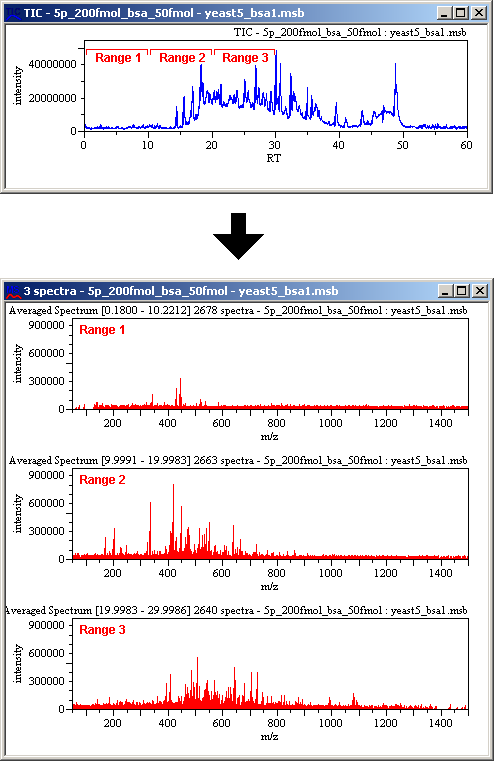 TIC - 5p_200fmol_bsa_50fmol - yeast5_bsa1.msb
TIC - 5p_200fmol_bsa_50fmol : yeast5_bsa1.msb
Range 1 Range 2 Range 3
intensity
40000000
20000000
0
0 10 20 30 40 50 60
RT
3 spectra - 5p_200fmol_bsa_50fmol - yeast5_bsa1.msb
Averaged Spectrum [0.1800 - 10.2212] 2678 spectra - 5p_200fmol_bsa_50fmol : yeast5_bsa1.msb
Range 1
intensity
900000
600000
300000
0
200 400 600 800 1000 1200 1400
m/z
Averaged Spectrum [9.9991 - 19.9983] 2663 spectra - 5p_200fmol_bsa_50fmol : yeast5_bsa1.msb
Range 2
intensity
900000
600000
300000
0
200 400 600 800 1000 1200 1400
m/z
Averaged Spectrum [19.9983 - 29.9986] 2640 spectra - 5p_200fmol_bsa_50fmol : yeast5_bsa1.msb
Range 3
intensity
900000
600000
300000
0
200 400 600 800 1000 1200 1400
m/z